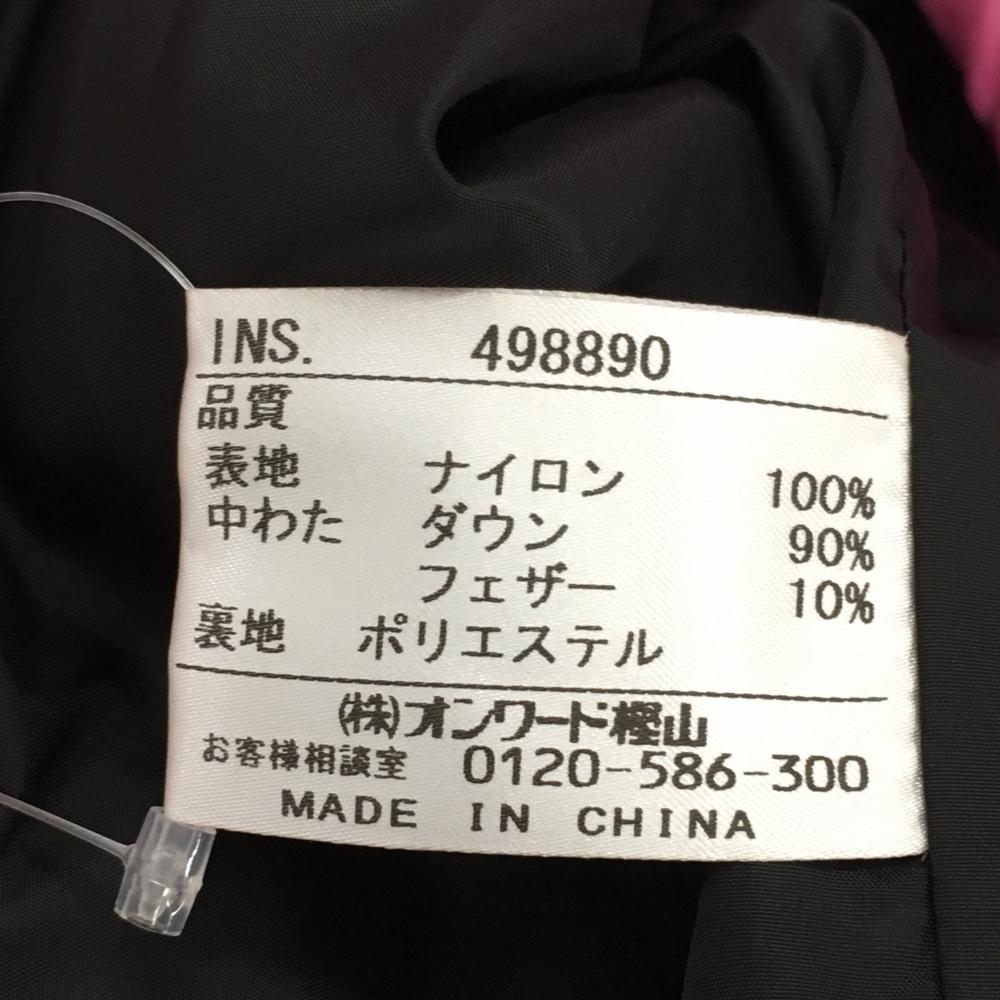 INS. 498890
品質
表地 ナイロン 100%
中わた ダウン 90%
フェザー 10%
裏地 ポリエステル
㈱オンワード樫山
お客様相談室 0120-586-300
MADE IN CHINA